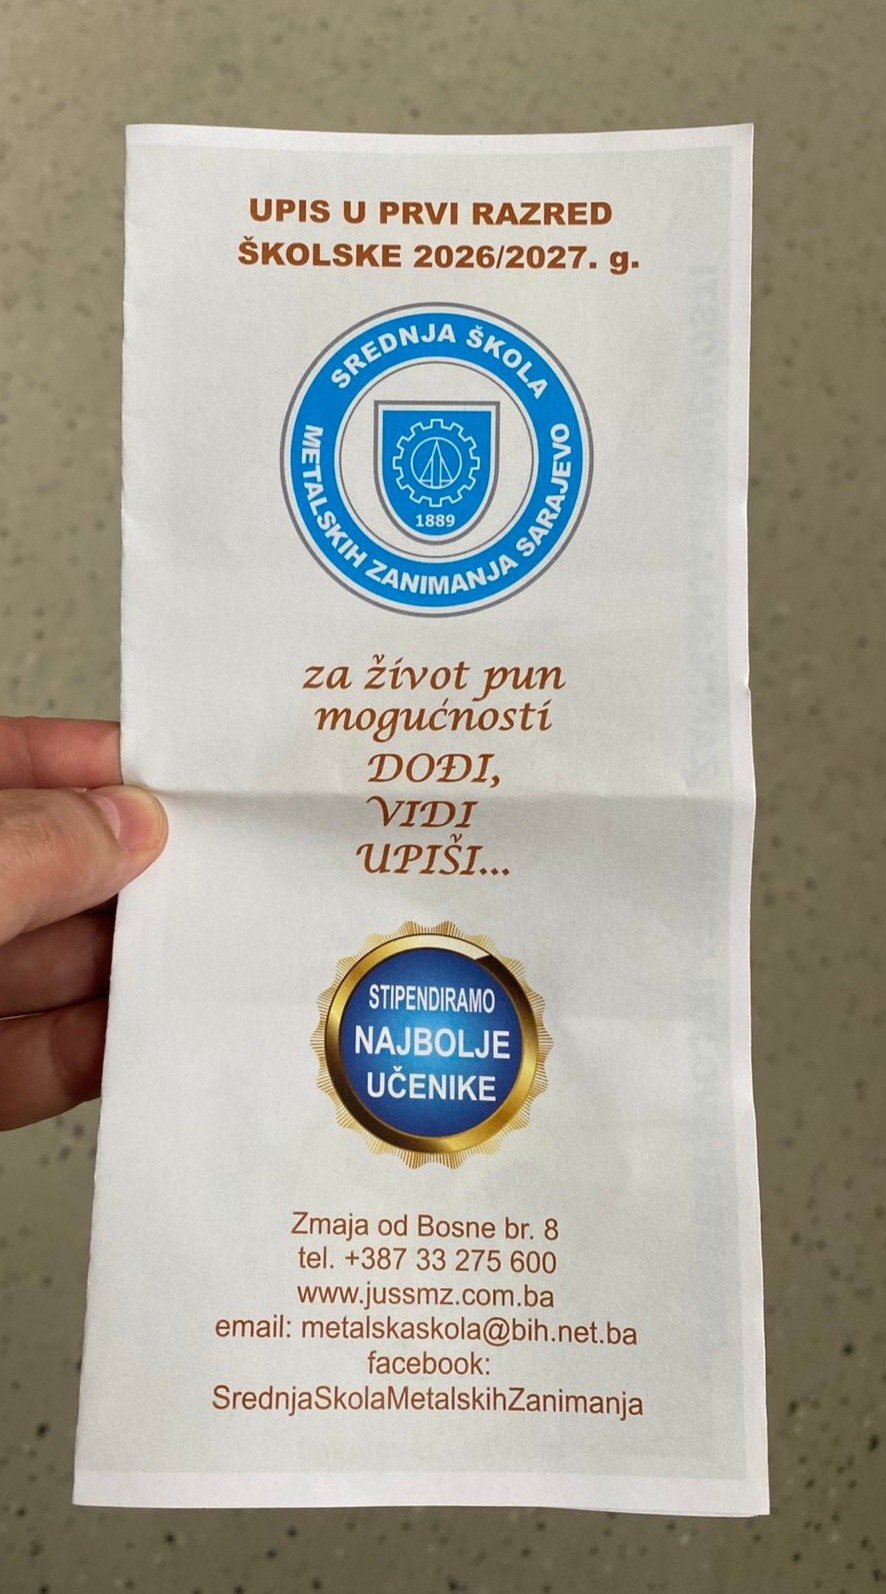 UPIS U PRVI RAZRED
ŠKOLSKE 2026/2027. g.
SREDNJA ŠKOLA
METALSKIH ZANIMANJA SARAJEVO
1889
za život pun
mogućnosti
DOĐI,
VIDI
UPIŠI...
STIPENDIRAMO
NAJBOLJE
UČENIKE
Zmaja od Bosne br. 8
tel. +387 33 275 600
www.jussmz.com.ba
email: metalskaskola@bih.net.ba
facebook:
SrednjaSkolaMetalskihZanimanja